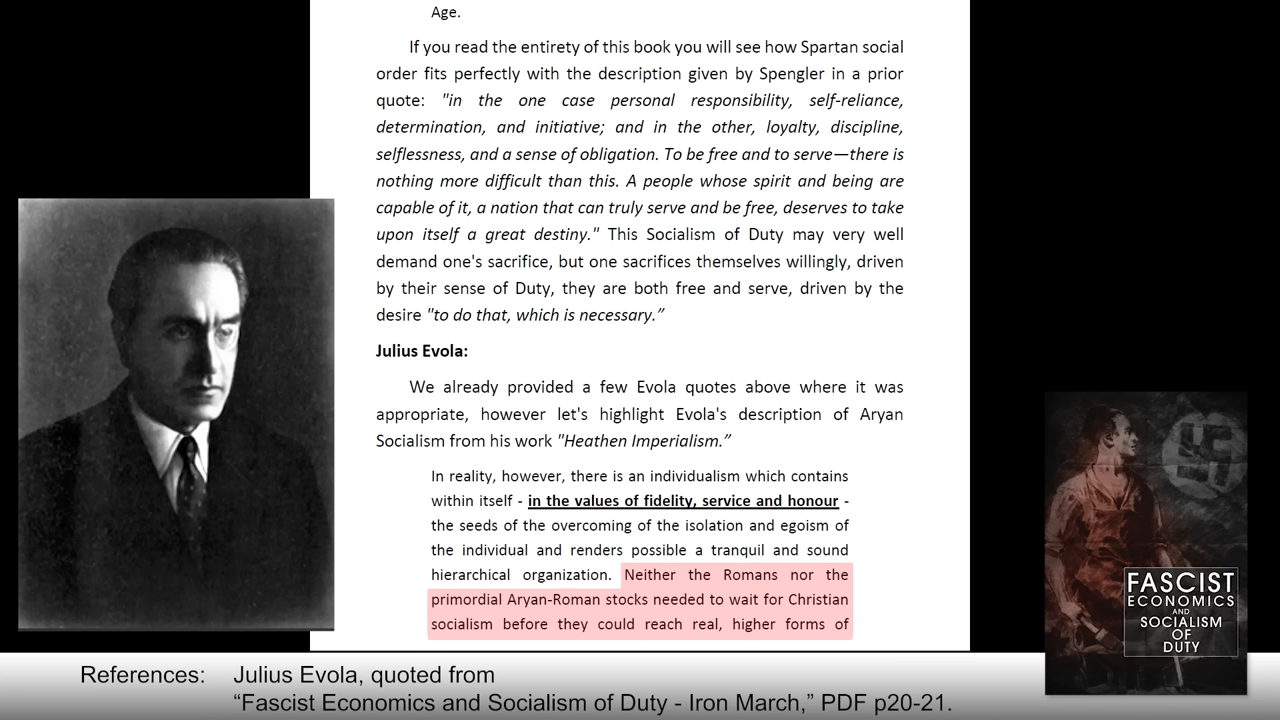 Age.
If you read the entirety of this book you will see how Spartan social
order fits perfectly with the description given by Spengler in a prior
quote: "in the one case personal responsibility, self-reliance,
determination, and initiative; and in the other, loyalty, discipline,
selflessness, and a sense of obligation. To be free and to serve—there is
nothing more difficult than this. A people whose spirit and being are
capable of it, a nation that can truly serve and be free, deserves to take
upon itself a great destiny." This Socialism of Duty may very well
demand one's sacrifice, but one sacrifices themselves willingly, driven
by their sense of Duty, they are both free and serve, driven by the
desire "to do that, which is necessary.”
Julius Evola:
We already provided a few Evola quotes above where it was
appropriate, however let's highlight Evola's description of Aryan
Socialism from his work "Heathen Imperialism.”
In reality, however, there is an individualism which contains
within itself - in the values of fidelity, service and honour -
the seeds of the overcoming of the isolation and egoism of
the individual and renders possible a tranquil and sound
hierarchical organization. Neither the Romans nor the
primordial Aryan-Roman stocks needed to wait for Christian
socialism before they could reach real, higher forms of
FASCIST
ECONOMICS
AND
SOCIALISM
OF
DUTY
References: Julius Evola, quoted from
“Fascist Economics and Socialism of Duty - Iron March,” PDF p20-21.